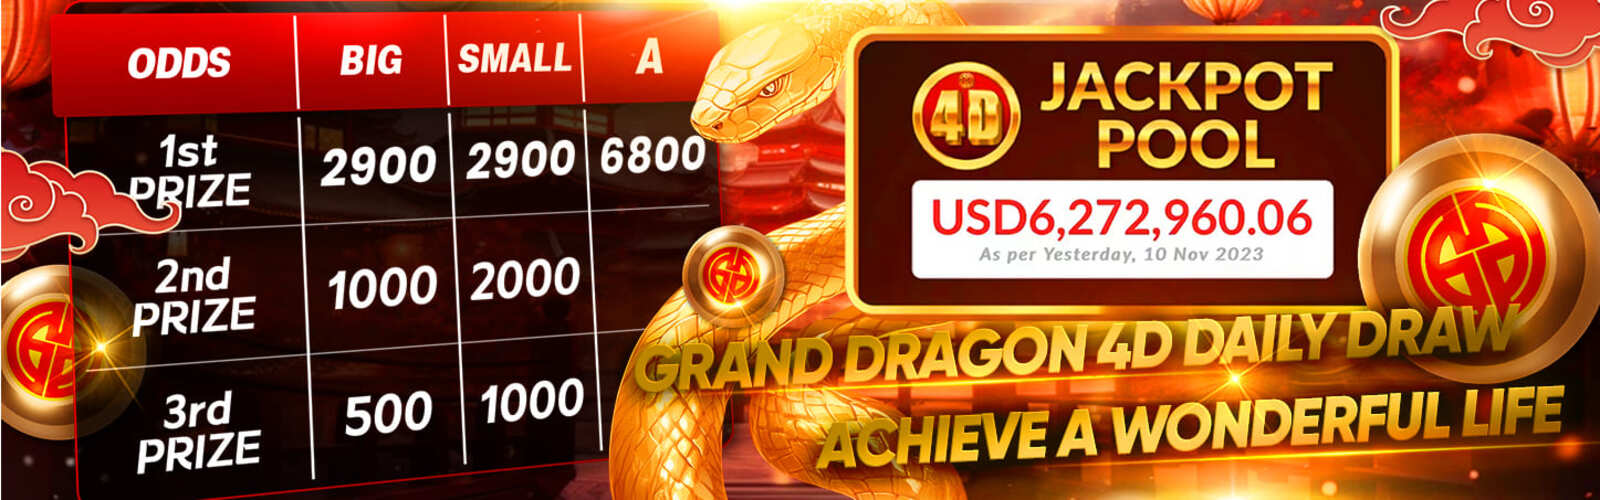 ODDS BIG SMALL A
1st PRIZE 2900 2900 6800
2nd PRIZE 1000 2000
3rd PRIZE 500 1000
4D
JACKPOT
POOL
USD6,272,960.06
As per Yesterday, 10 Nov 2023
GRAND DRAGON 4D DAILY DRAW
ACHIEVE A WONDERFUL LIFE